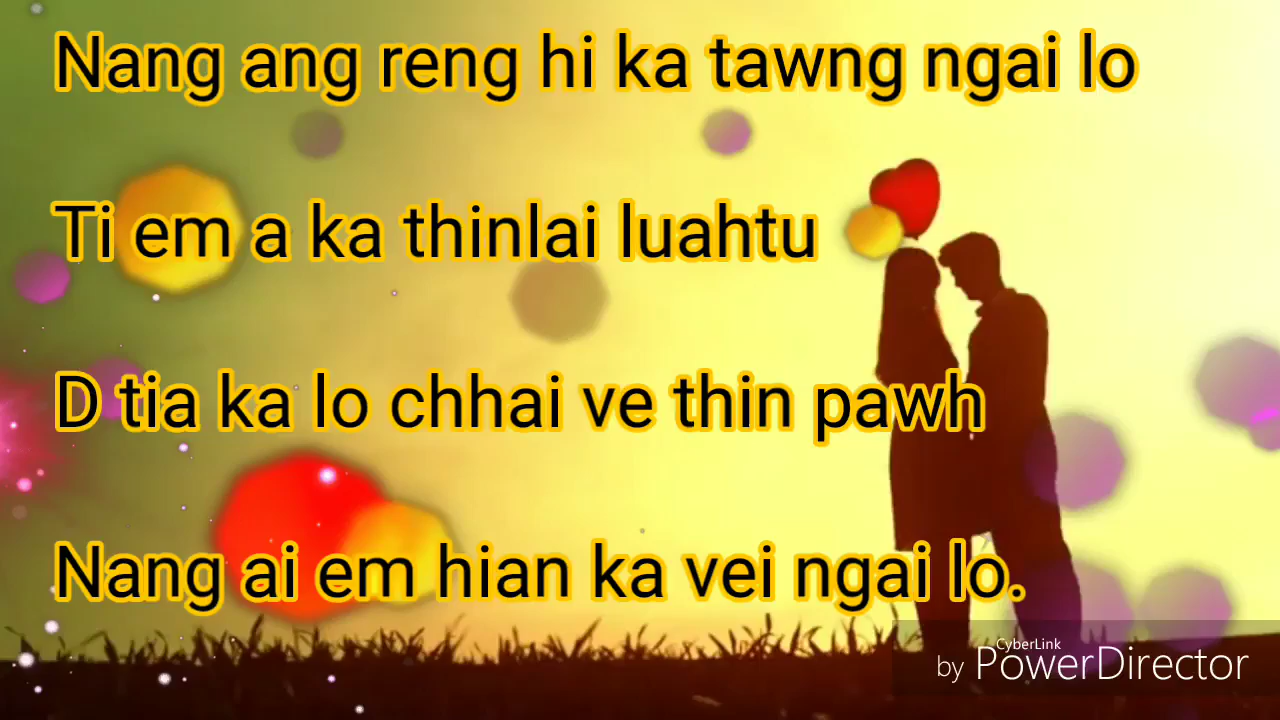 Nang ang reng hi ka tawng ngai lo
Ti em a ka thinlai luahtu
D tia ka lo chhai ve thin pawh
Nang ai em hian ka vei ngai lo.
CyberLink
by PowerDirector